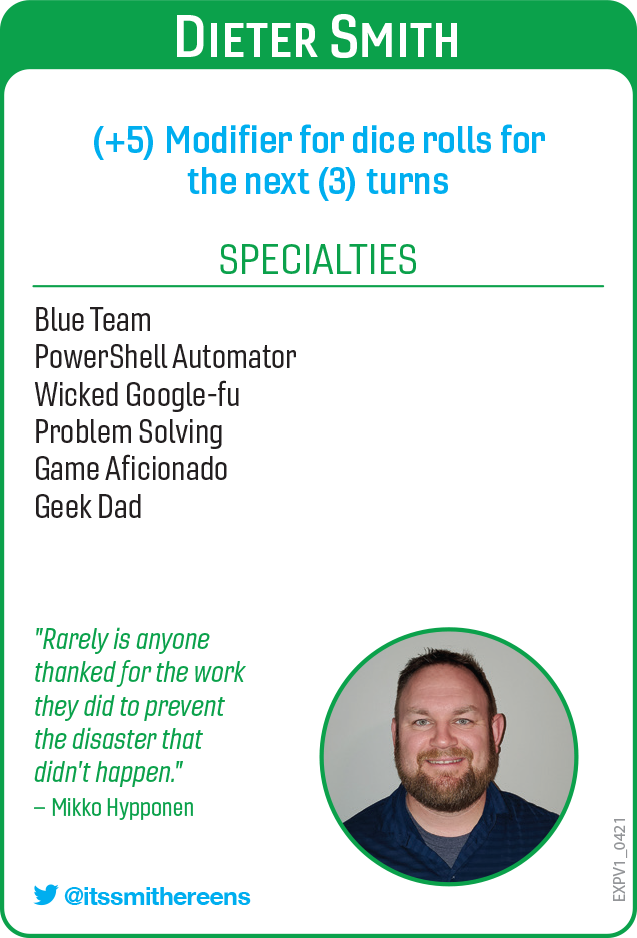 DIETER SMITH
(+5) Modifier for dice rolls for
the next (3) turns
SPECIALTIES
Blue Team
PowerShell Automator
Wicked Google-fu
Problem Solving
Game Aficionado
Geek Dad
"Rarely is anyone
thanked for the work
they did to prevent
the disaster that
didn't happen."
– Mikko Hypponen
@itssmithereens
EXPV1_0421